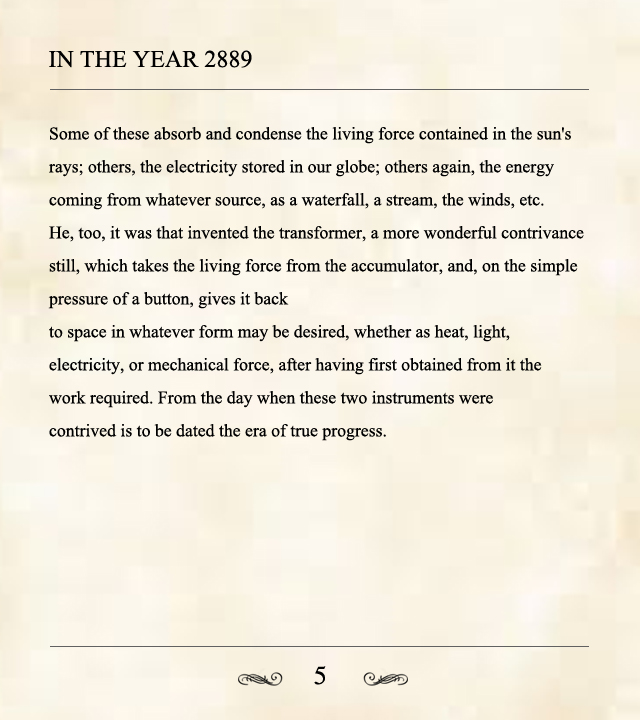 IN THE YEAR 2889
Some of these absorb and condense the living force contained in the sun's
rays; others, the electricity stored in our globe; others again, the energy
coming from whatever source, as a waterfall, a stream, the winds, etc.
He, too, it was that invented the transformer, a more wonderful contrivance
still, which takes the living force from the accumulator, and, on the simple
pressure of a button, gives it back
to space in whatever form may be desired, whether as heat, light,
electricity, or mechanical force, after having first obtained from it the
work required. From the day when these two instruments were
contrived is to be dated the era of true progress.
5